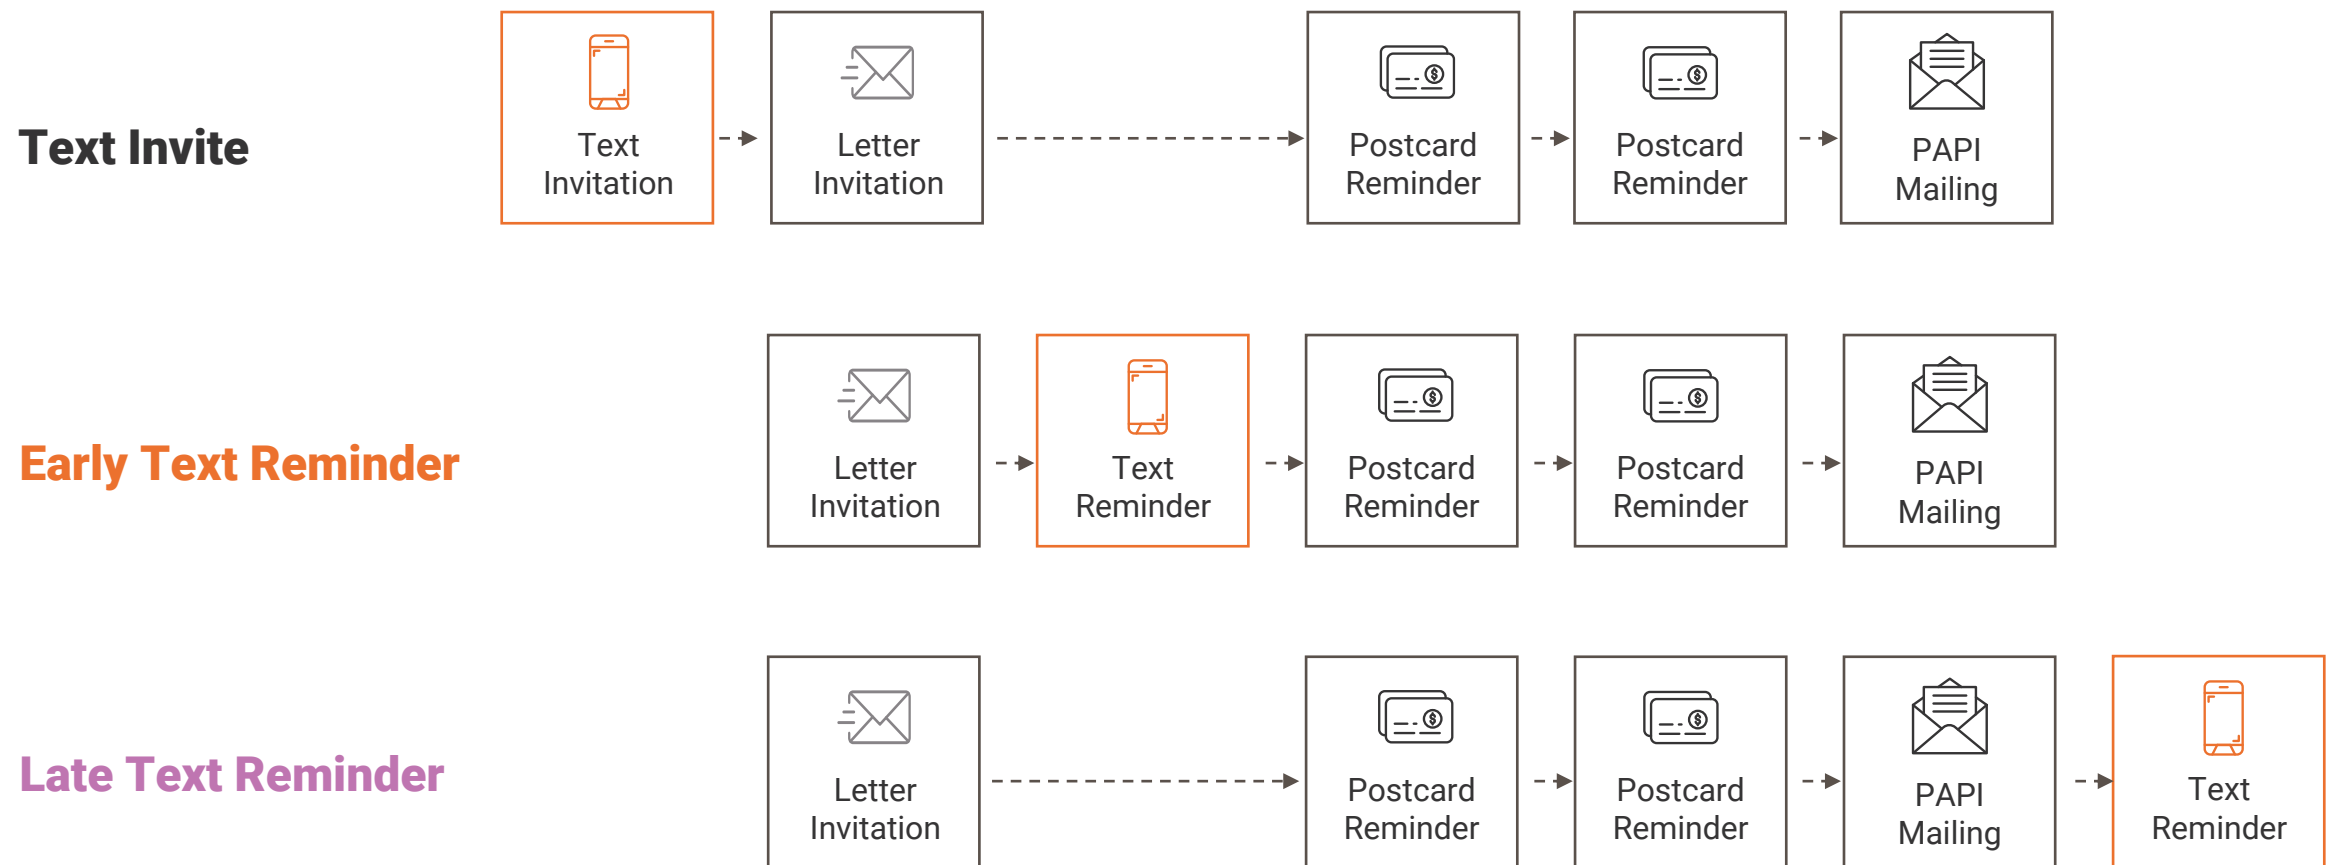 Text Invite
Text
Invitation
Letter
Invitation
Postcard
Reminder
Postcard
Reminder
PAPI
Mailing
Early Text Reminder
Letter
Invitation
Text
Reminder
Postcard
Reminder
Postcard
Reminder
PAPI
Mailing
Late Text Reminder
Letter
Invitation
Postcard
Reminder
Postcard
Reminder
PAPI
Mailing
Text
Reminder